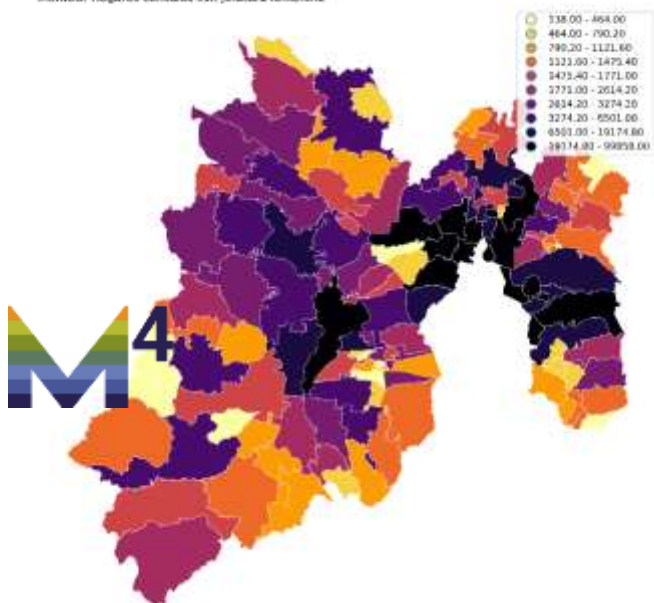 138.00 - 464.00
464.00 - 790.20
790.20 - 1121.60
1121.60 - 1475.40
1475.40 - 1771.00
1771.00 - 2614.20
2614.20 - 3274.20
3274.20 - 6501.00
6501.00 - 19174.80
19174.80 - 99858.00
M4